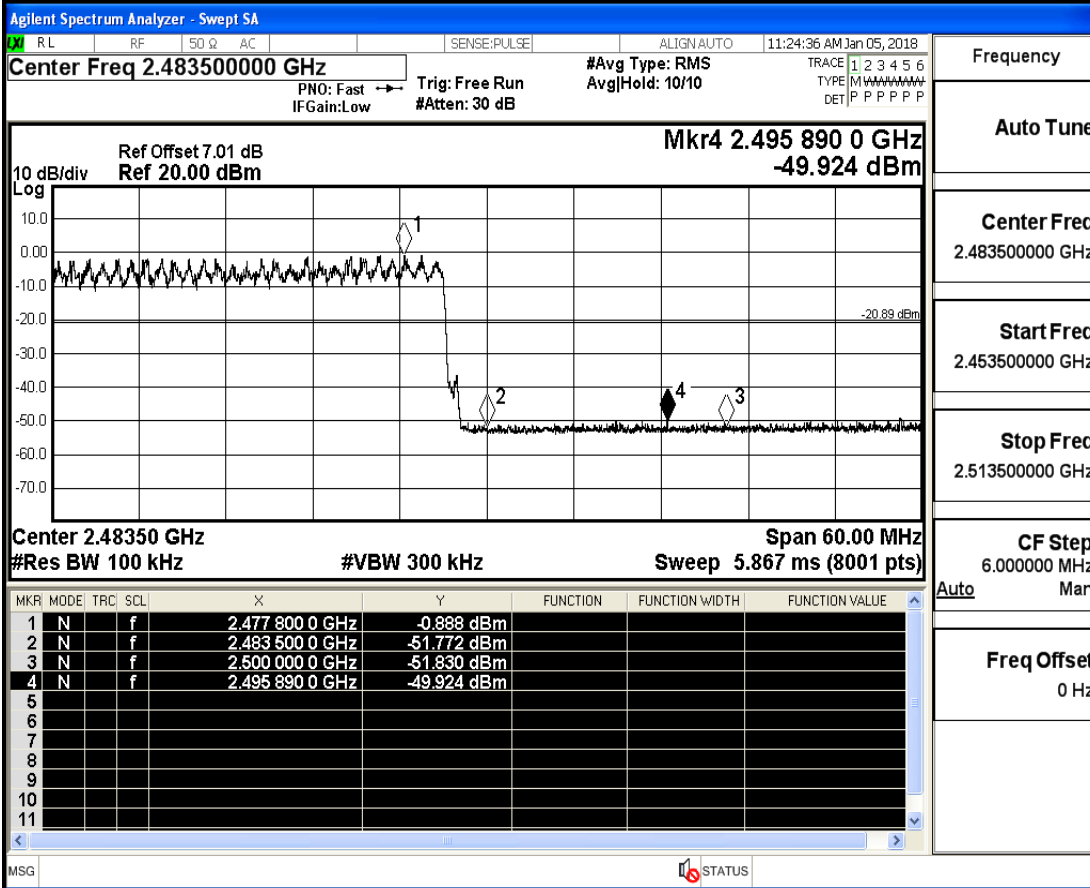 Agilent Spectrum Analyzer - Swept SA
LXI RL RF 50 Ω AC SENSE:PULSE ALIGN AUTO 11:24:36 AM Jan 05, 2018
Center Freq 2.483500000 GHz
PNO: Fast
IFGain:Low
Trig: Free Run
#Atten: 30 dB
#Avg Type: RMS
Avg|Hold: 10/10
TRACE 1 2 3 4 5 6
TYPE M WWWWW
DET P P P P P P
Mkr4 2.495 890 0 GHz
-49.924 dBm
Ref Offset 7.01 dB
10 dB/div Ref 20.00 dBm
Log
10.0
0.00
-10.0
-20.0
-30.0
-40.0
-50.0
-60.0
-70.0
1
2
4
3
-20.89 dBm
Center 2.48350 GHz Span 60.00 MHz
#Res BW 100 kHz #VBW 300 kHz Sweep 5.867 ms (8001 pts)
MKR MODE TRC SCL X Y FUNCTION FUNCTION WIDTH FUNCTION VALUE
1 N f 2.477 800 0 GHz -0.888 dBm
2 N f 2.483 500 0 GHz -51.772 dBm
3 N f 2.500 000 0 GHz -51.830 dBm
4 N f 2.495 890 0 GHz -49.924 dBm
5
6
7
8
9
10
11
MSG STATUS
Frequency
Auto Tune
Center Freq
2.483500000 GHz
Start Freq
2.453500000 GHz
Stop Freq
2.513500000 GHz
CF Step
6.000000 MHz
Auto Man
Freq Offset
0 Hz